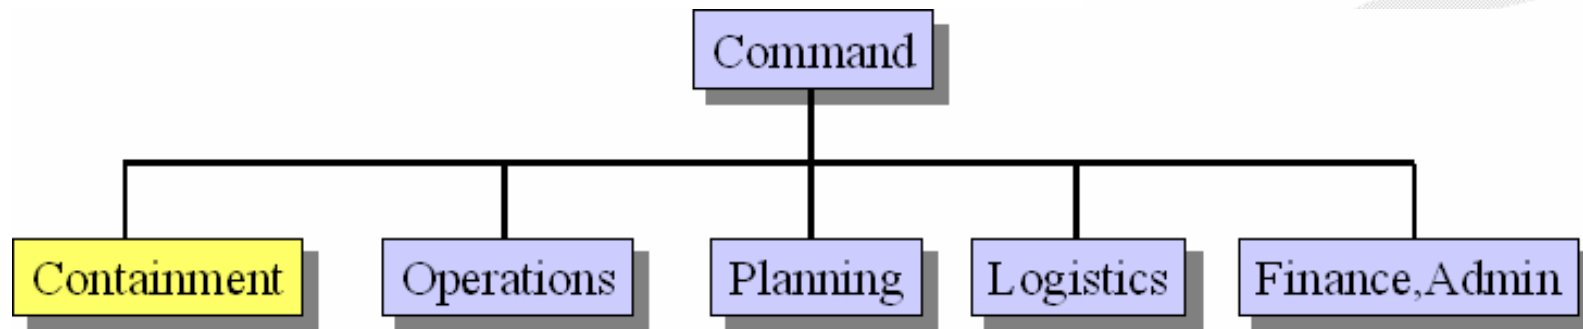 Command
Containment
Operations
Planning
Logistics
Finance,Admin